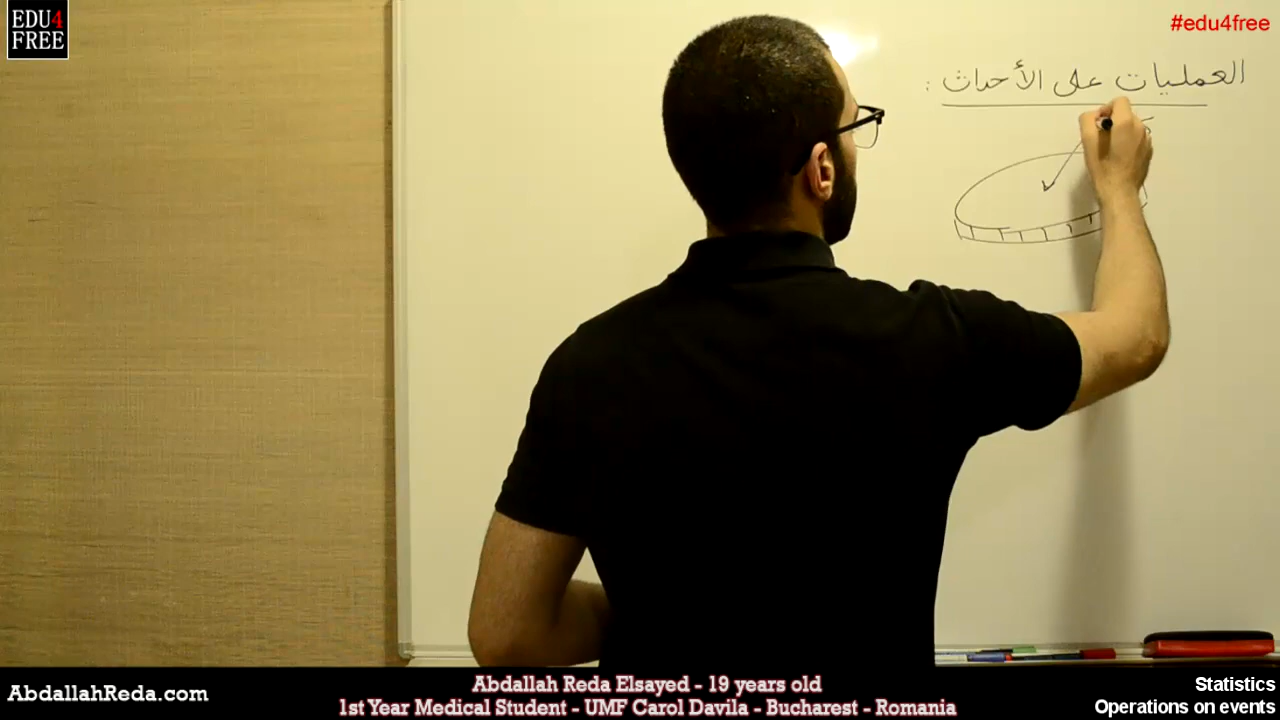 EDU4
FREE
#edu4free
العمليات على الأحداث :
AbdallahReda.com
Abdallah Reda Elsayed - 19 years old
1st Year Medical Student - UMF Carol Davila - Bucharest - Romania
Statistics
Operations on events